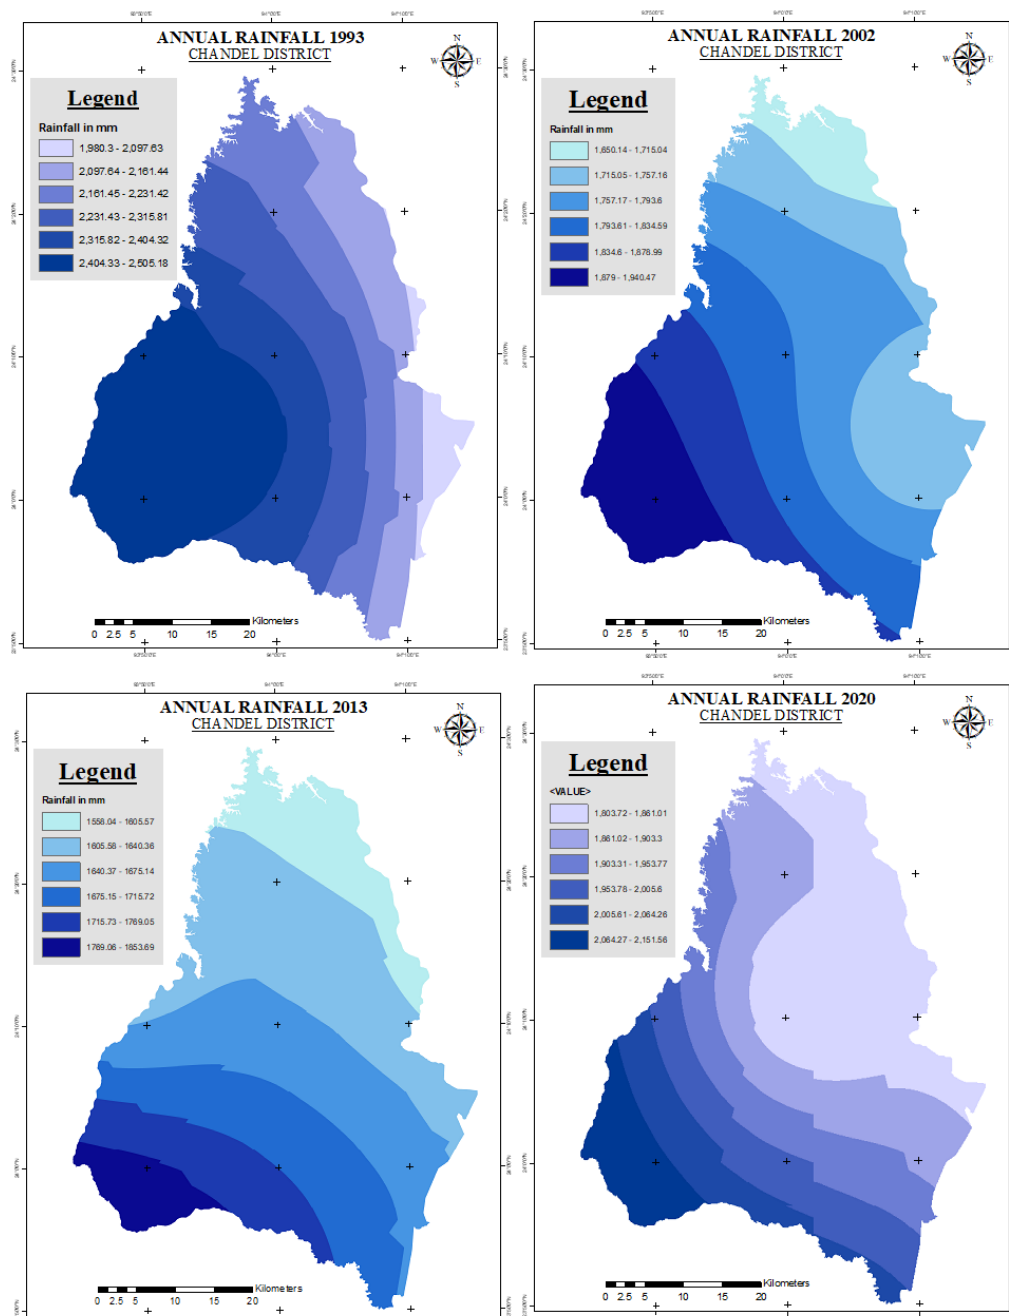 ANNUAL RAINFALL 1993
CHANDEL DISTRICT
N
W E
S
Legend
Rainfall in mm
1,980.3 - 2,097.63
2,097.64 - 2,161.44
2,161.45 - 2,231.42
2,231.43 - 2,315.81
2,315.82 - 2,404.32
2,404.33 - 2,505.18
Kilometers
0 2.5 5 10 15 20
ANNUAL RAINFALL 2002
CHANDEL DISTRICT
N
W E
S
Legend
Rainfall in mm
1,650.14 - 1,715.04
1,715.05 - 1,757.16
1,757.17 - 1,793.6
1,793.61 - 1,834.59
1,834.6 - 1,878.99
1,879 - 1,940.47
Kilometers
0 2.5 5 10 15 20
ANNUAL RAINFALL 2013
CHANDEL DISTRICT
N
W E
S
Legend
Rainfall in mm
1558.04 - 1605.57
1605.58 - 1640.36
1640.37 - 1675.14
1675.15 - 1715.72
1715.73 - 1769.05
1769.06 - 1853.69
Kilometers
0 2.5 5 10 15 20
ANNUAL RAINFALL 2020
CHANDEL DISTRICT
N
W E
S
Legend
<VALUE>
1,803.72 - 1,861.01
1,861.02 - 1,903.3
1,903.31 - 1,953.77
1,953.78 - 2,005.6
2,005.61 - 2,064.26
2,064.27 - 2,151.56
Kilometers
0 2.5 5 10 15 20